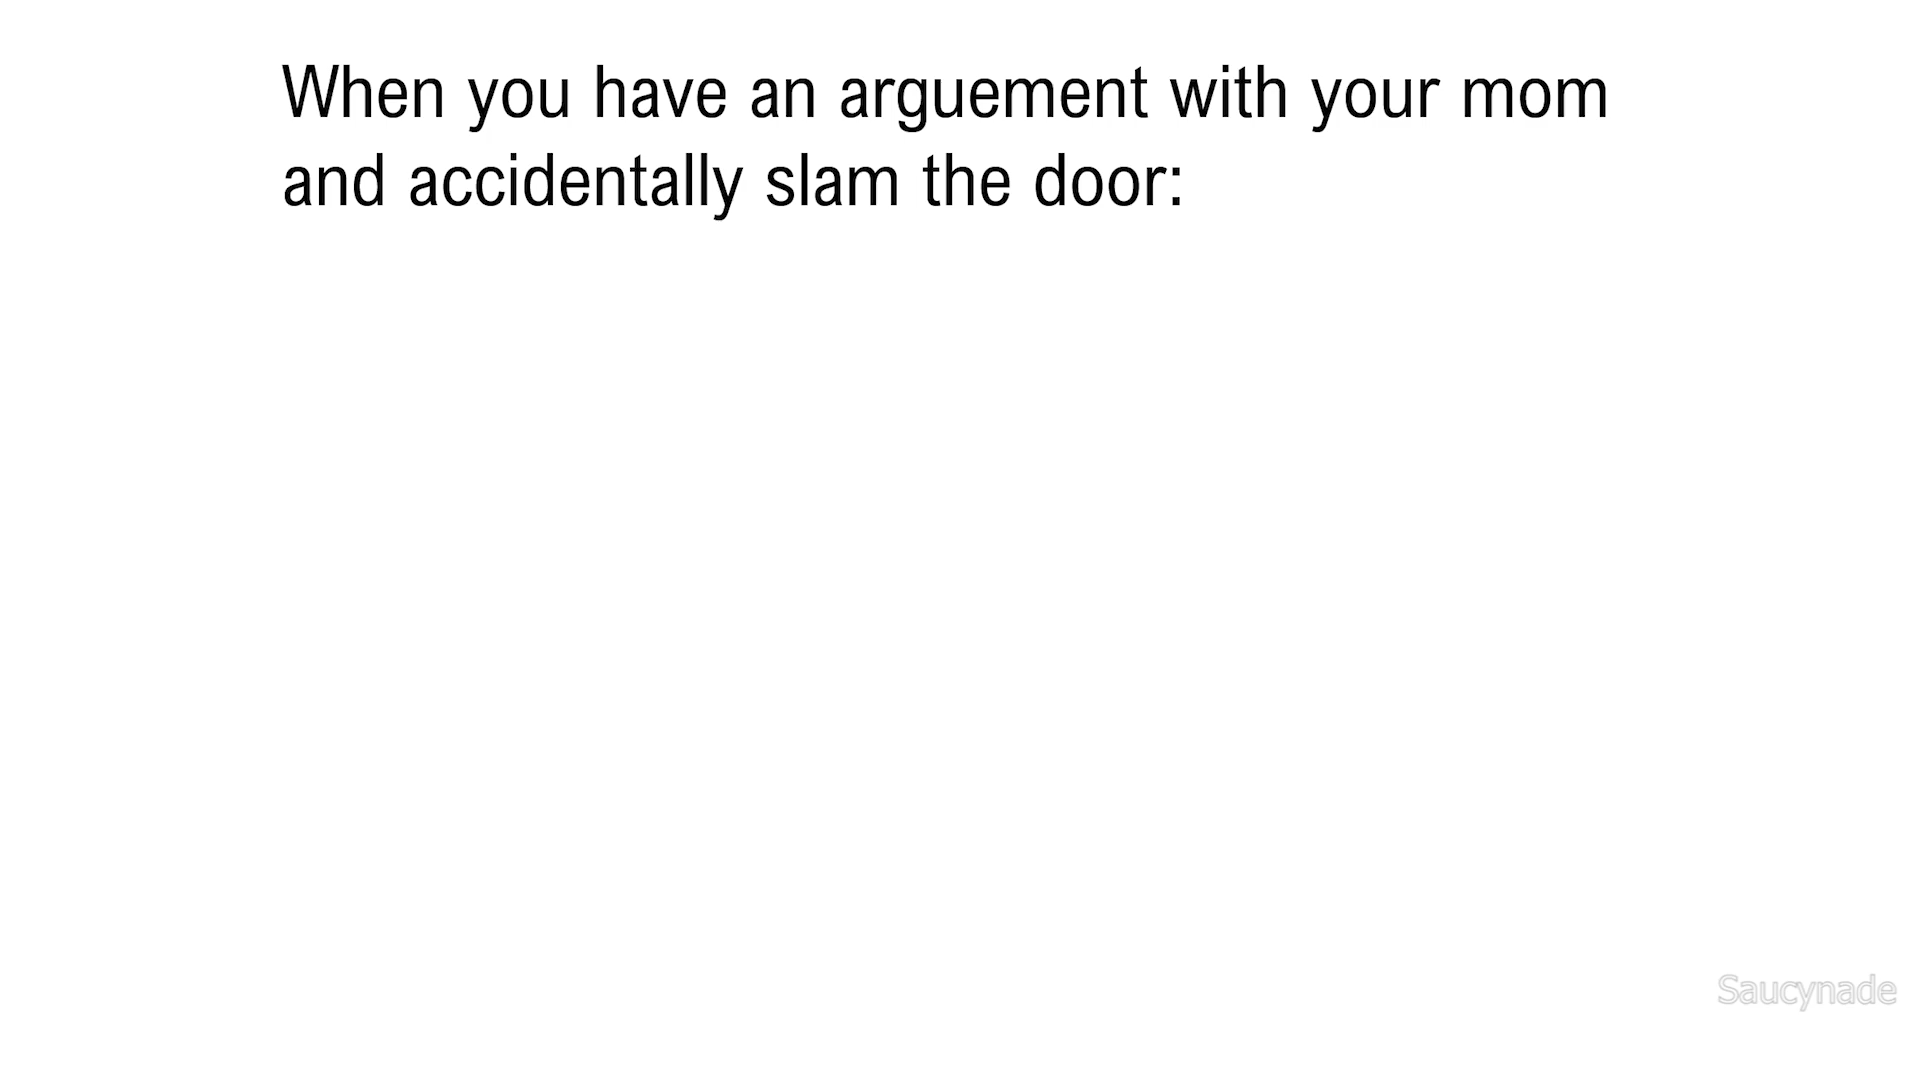 When you have an arguement with your mom
and accidentally slam the door:
Saucynade